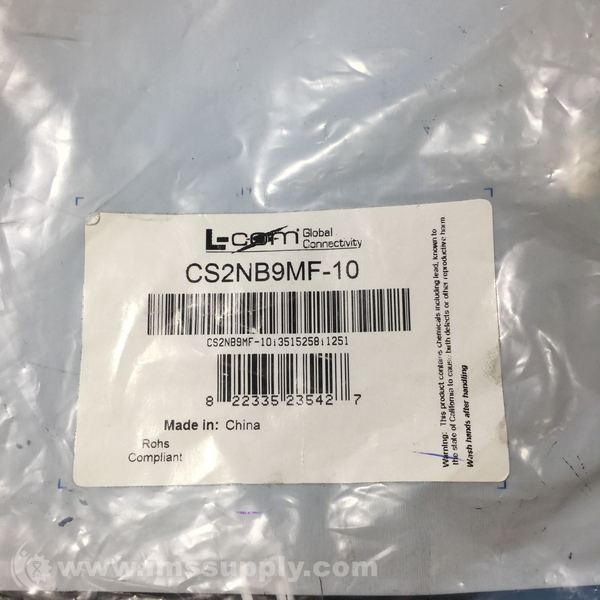 L-com Global
Connectivity
CS2NB9MF-10
CS2NB9MF-10;3515258;1251
8 22335 23542 7
Made in: China
Rohs
Compliant
Warning: This product contains chemicals including lead, known to
the state of California to cause birth defects or other reproductive harm
Wash hands after handling
www.imssupply.com